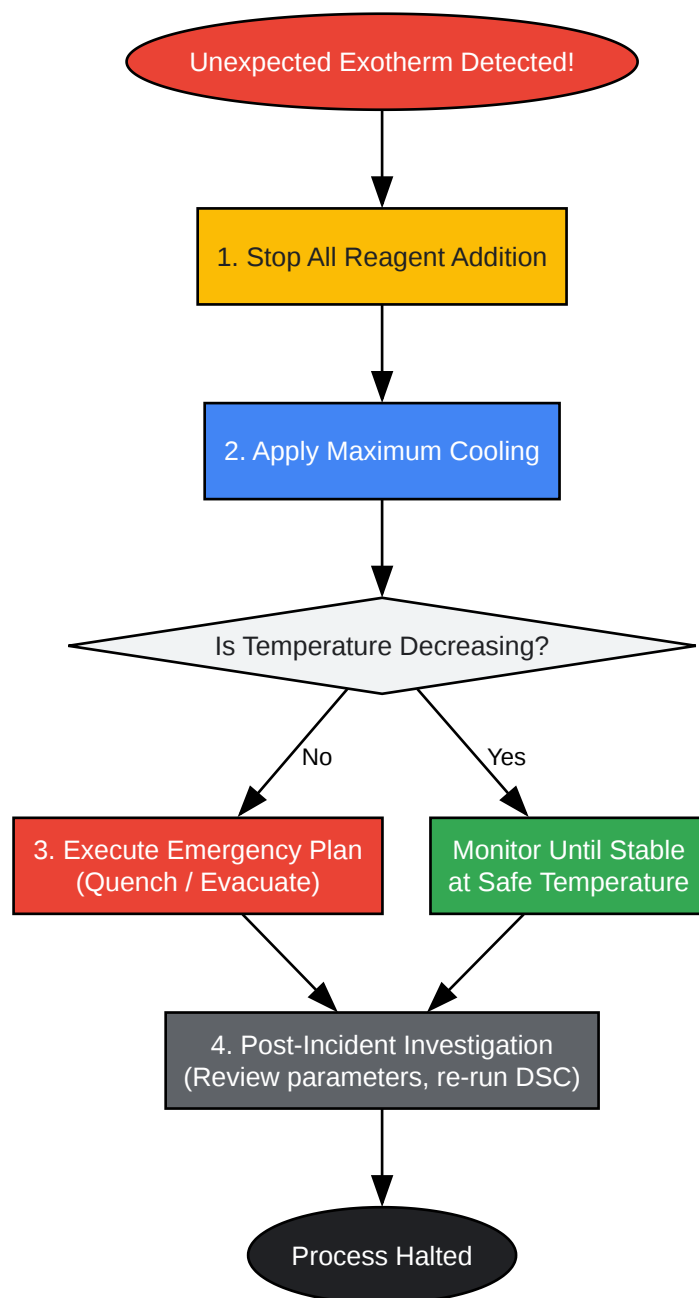 Unexpected Exotherm Detected!
1. Stop All Reagent Addition
2. Apply Maximum Cooling
Is Temperature Decreasing?
No
Yes
3. Execute Emergency Plan
(Quench / Evacuate)
Monitor Until Stable
at Safe Temperature
4. Post-Incident Investigation
(Review parameters, re-run DSC)
Process Halted